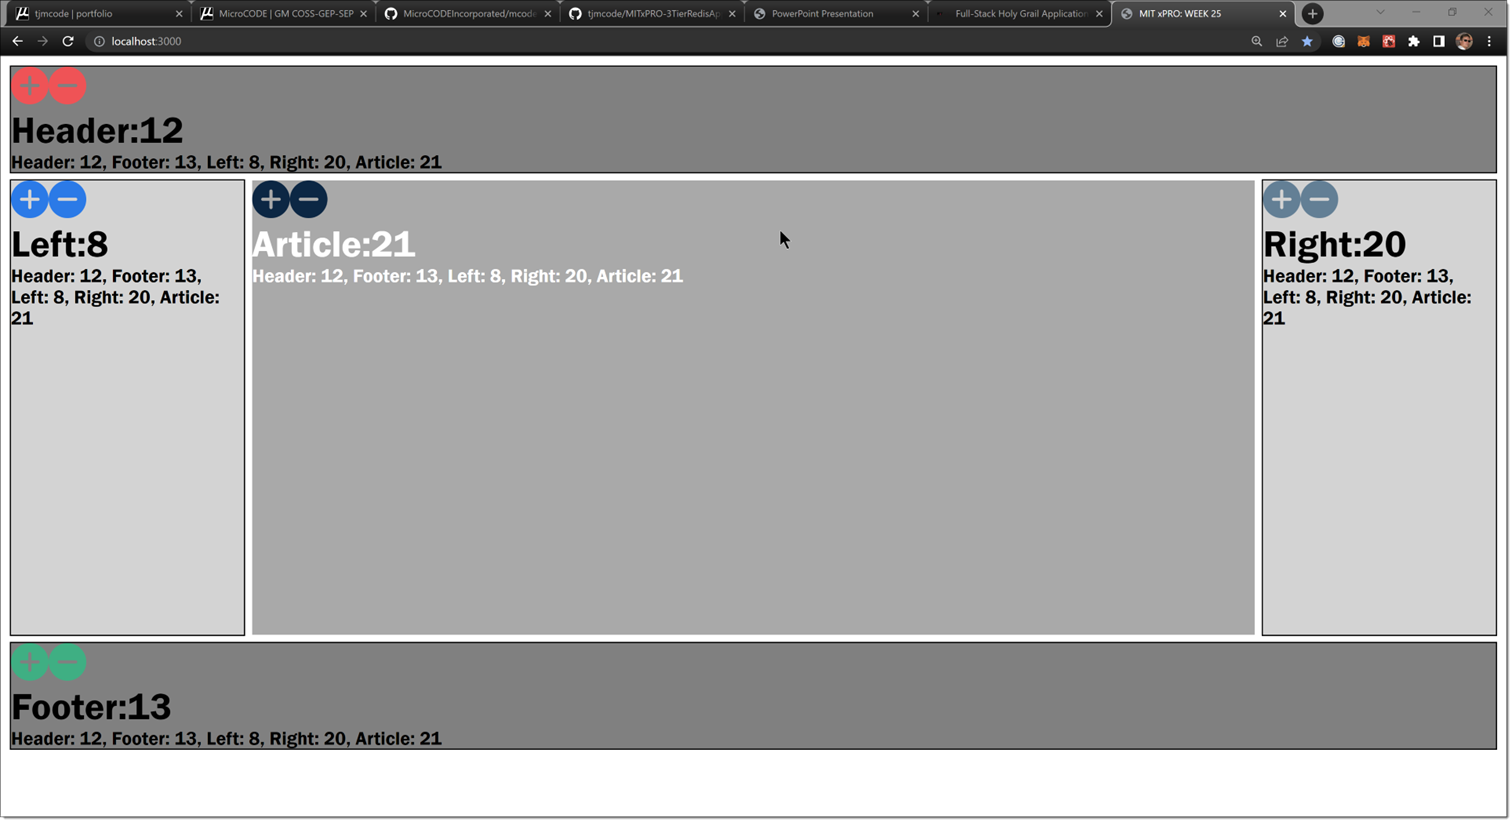 tjmcode | portfolio
MicroCODE | GM COSS-GEP-SEP
MicroCODEIncorporated/mcode
tjmcode/MITxPRO-3TierRedisAp
PowerPoint Presentation
Full-Stack Holy Grail Application
MIT xPRO: WEEK 25
localhost:3000
Header:12
Header: 12, Footer: 13, Left: 8, Right: 20, Article: 21
Left:8
Header: 12, Footer: 13,
Left: 8, Right: 20, Article:
21
Article:21
Header: 12, Footer: 13, Left: 8, Right: 20, Article: 21
Right:20
Header: 12, Footer: 13,
Left: 8, Right: 20, Article:
21
Footer:13
Header: 12, Footer: 13, Left: 8, Right: 20, Article: 21